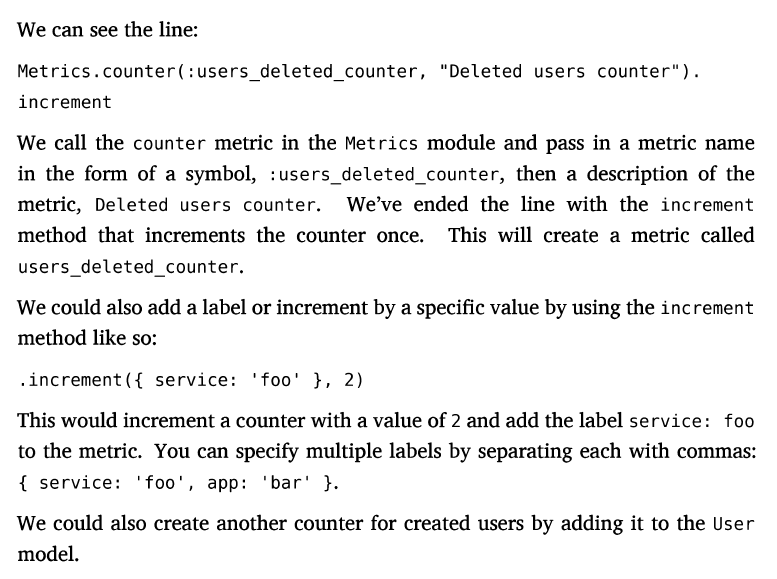 We can see the line:
Metrics.counter(:users_deleted_counter, "Deleted users counter").
increment
We call the counter metric in the Metrics module and pass in a metric name
in the form of a symbol, :users_deleted_counter, then a description of the
metric, Deleted users counter. We've ended the line with the increment
method that increments the counter once. This will create a metric called
users_deleted_counter.
We could also add a label or increment by a specific value by using the increment
method like so:
.increment({ service: 'foo' }, 2)
This would increment a counter with a value of 2 and add the label service: foo
to the metric. You can specify multiple labels by separating each with commas:
{ service: 'foo', app: 'bar' }.
We could also create another counter for created users by adding it to the User
model.